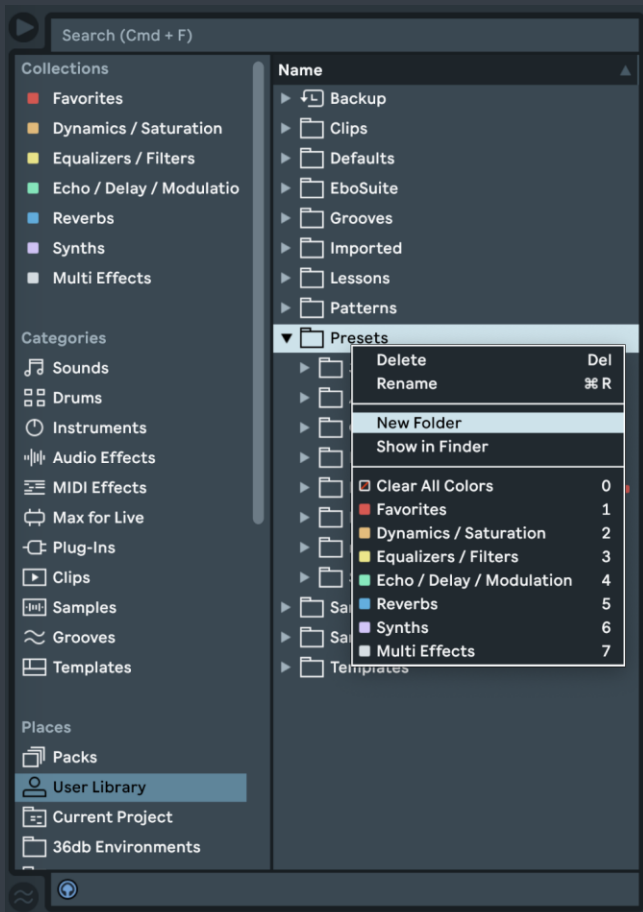 Search (Cmd + F)
Collections
Favorites
Dynamics / Saturation
Equalizers / Filters
Echo / Delay / Modulatio
Reverbs
Synths
Multi Effects
Categories
Sounds
Drums
Instruments
Audio Effects
MIDI Effects
Max for Live
Plug-Ins
Clips
Samples
Grooves
Templates
Places
Packs
User Library
Current Project
36db Environments
Name
Backup
Clips
Defaults
EboSuite
Grooves
Imported
Lessons
Patterns
Presets
Delete Del
Rename ⌘ R
New Folder
Show in Finder
Clear All Colors 0
Favorites 1
Dynamics / Saturation 2
Equalizers / Filters 3
Echo / Delay / Modulation 4
Reverbs 5
Synths 6
Multi Effects 7
Templates